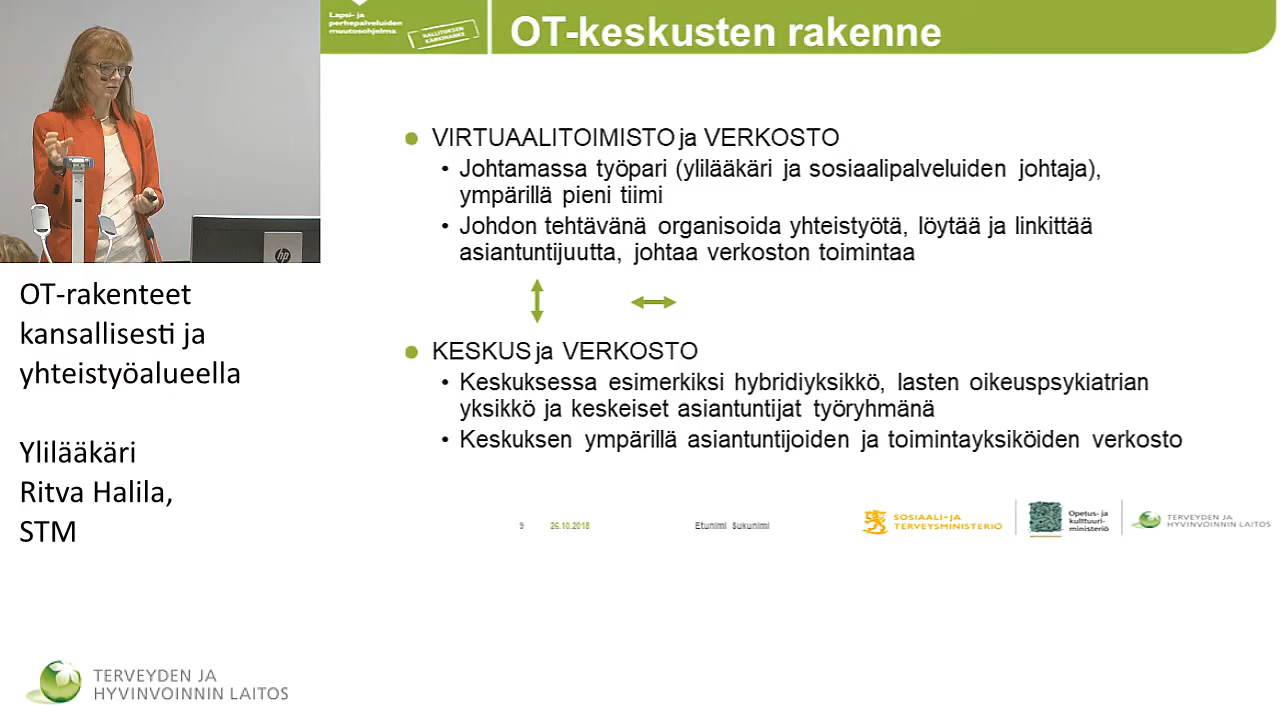 Lapsi- ja
perhepalveluiden
muutosohjelma
HALLITUKSEN
KÄRKIHANKE
OT-keskusten rakenne
VIRTUAALITOIMISTO ja VERKOSTO
• Johtamassa työpari (ylilääkäri ja sosiaalipalveluiden johtaja),
ympärillä pieni tiimi
• Johdon tehtävänä organisoida yhteistyötä, löytää ja linkittää
asiantuntijuutta, johtaa verkoston toimintaa
KESKUS ja VERKOSTO
• Keskuksessa esimerkiksi hybridiyksikkö, lasten oikeuspsykiatrian
yksikkö ja keskeiset asiantuntijat työryhmänä
• Keskuksen ympärillä asiantuntijoiden ja toimintayksiköiden verkosto
9 26.10.2018 Etunimi Sukunimi
SOSIAALI- JA
TERVEYSMINISTERIÖ
Opetus- ja
kulttuuri-
ministeriö
TERVEYDEN JA
HYVINVOINNIN LAITOS
hp
OT-rakenteet
kansallisesti ja
yhteistyöalueella
Ylilääkäri
Ritva Halila,
STM
TERVEYDEN JA
HYVINVOINNIN LAITOS